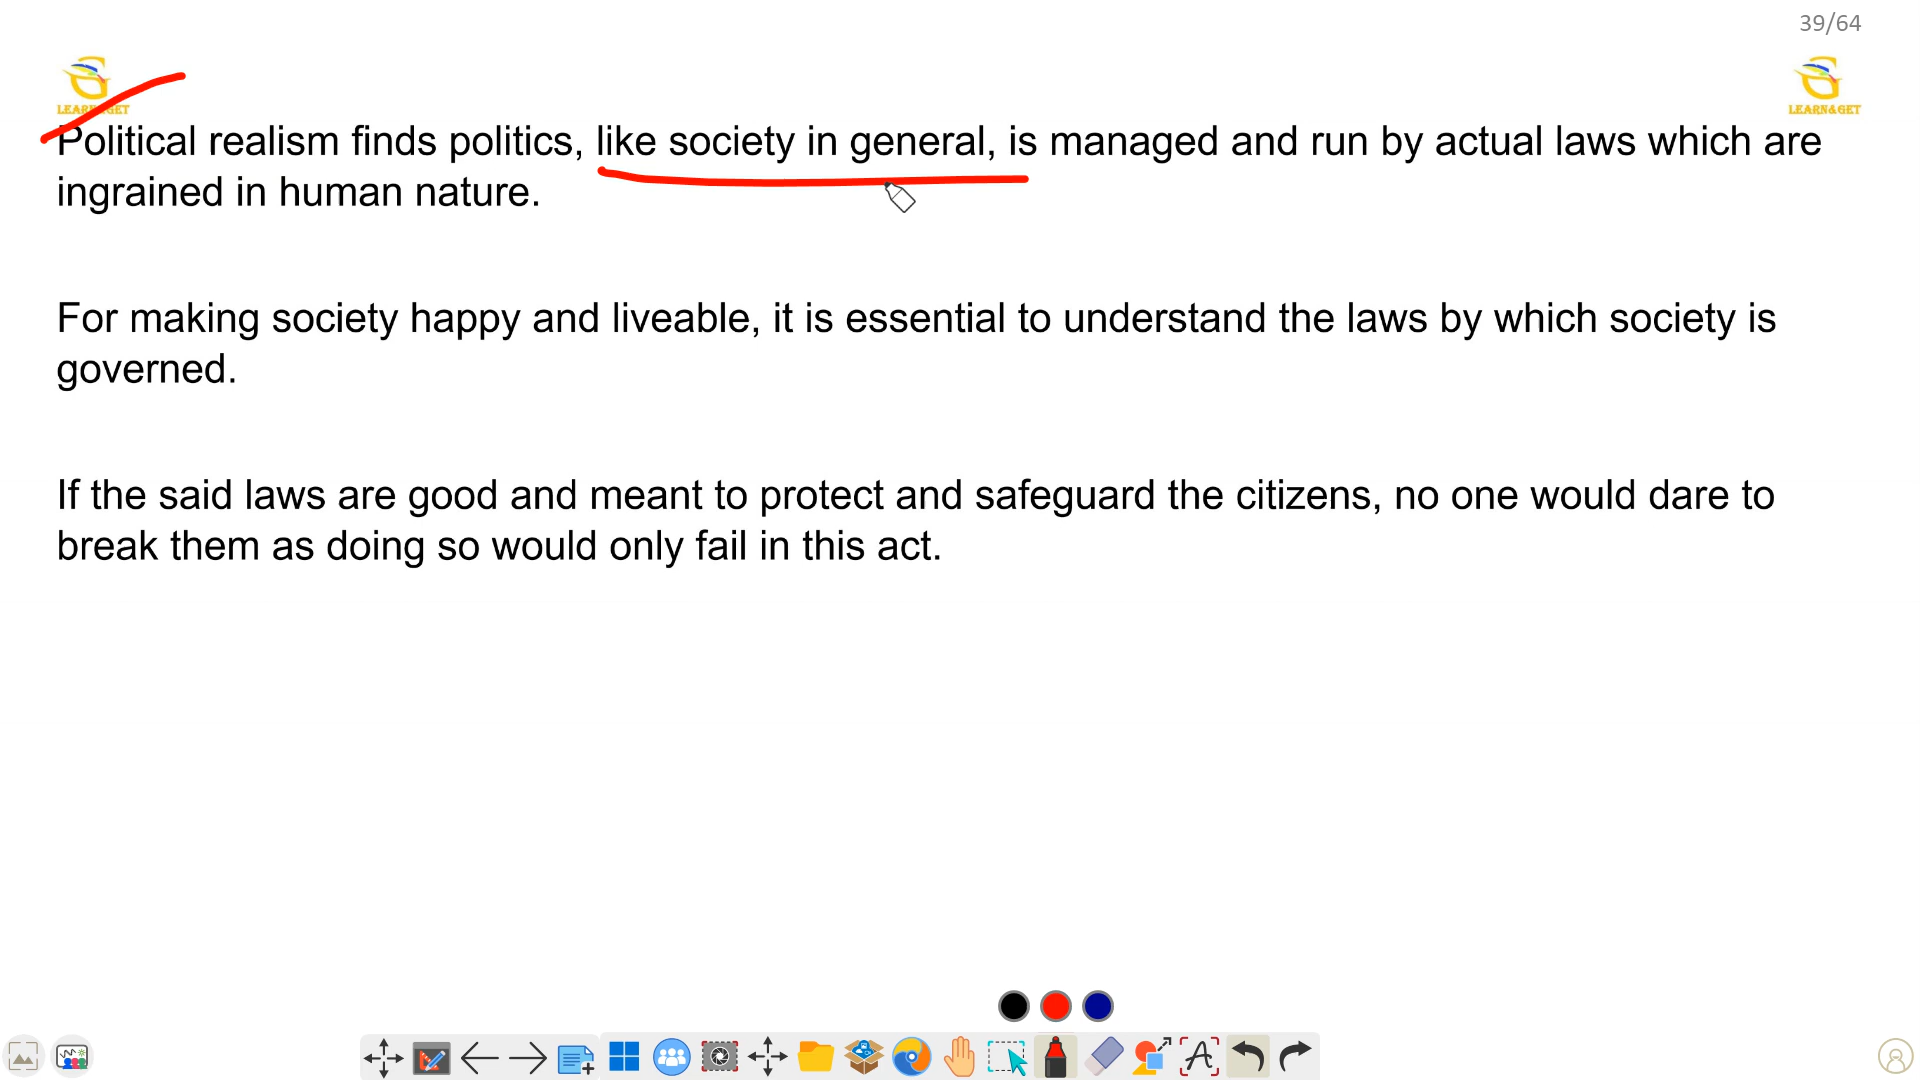 39/64
LEARN&GET
LEARN&GET
Political realism finds politics, like society in general, is managed and run by actual laws which are
ingrained in human nature.
For making society happy and liveable, it is essential to understand the laws by which society is
governed.
If the said laws are good and meant to protect and safeguard the citizens, no one would dare to
break them as doing so would only fail in this act.